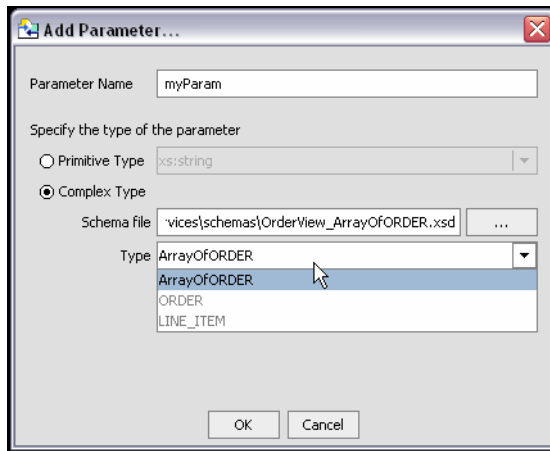 Add Parameter...
Parameter Name myParam
Specify the type of the parameter
Primitive Type xs:string
Complex Type
Schema file vices\schemas\OrderView_ArrayOfORDER.xsd ...
Type ArrayOfORDER
ArrayOfORDER
ORDER
LINE_ITEM
OK Cancel